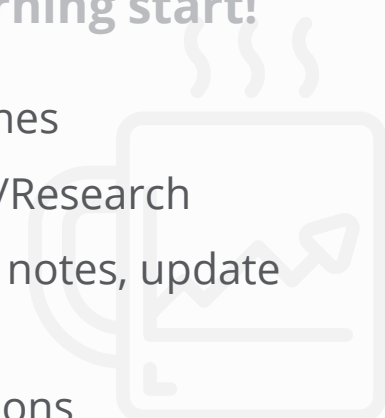 rning start!
nes
/Research
notes, update
ons